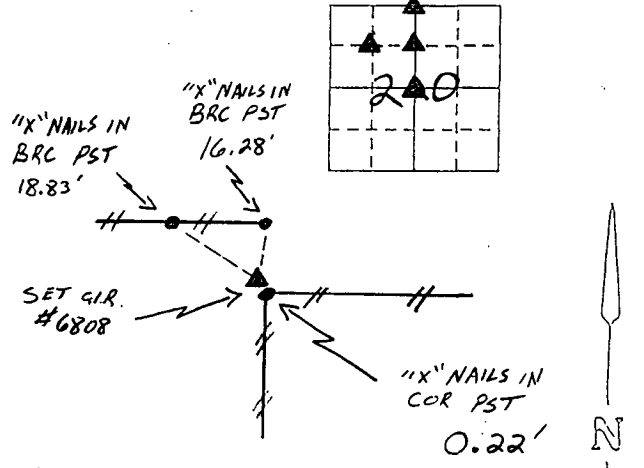 20
"X" NAILS IN
BRC PST
16.28'
"X" NAILS IN
BRC PST
18.83'
SET G.I.R.
#6808
"X" NAILS IN
COR PST
0.22'
N